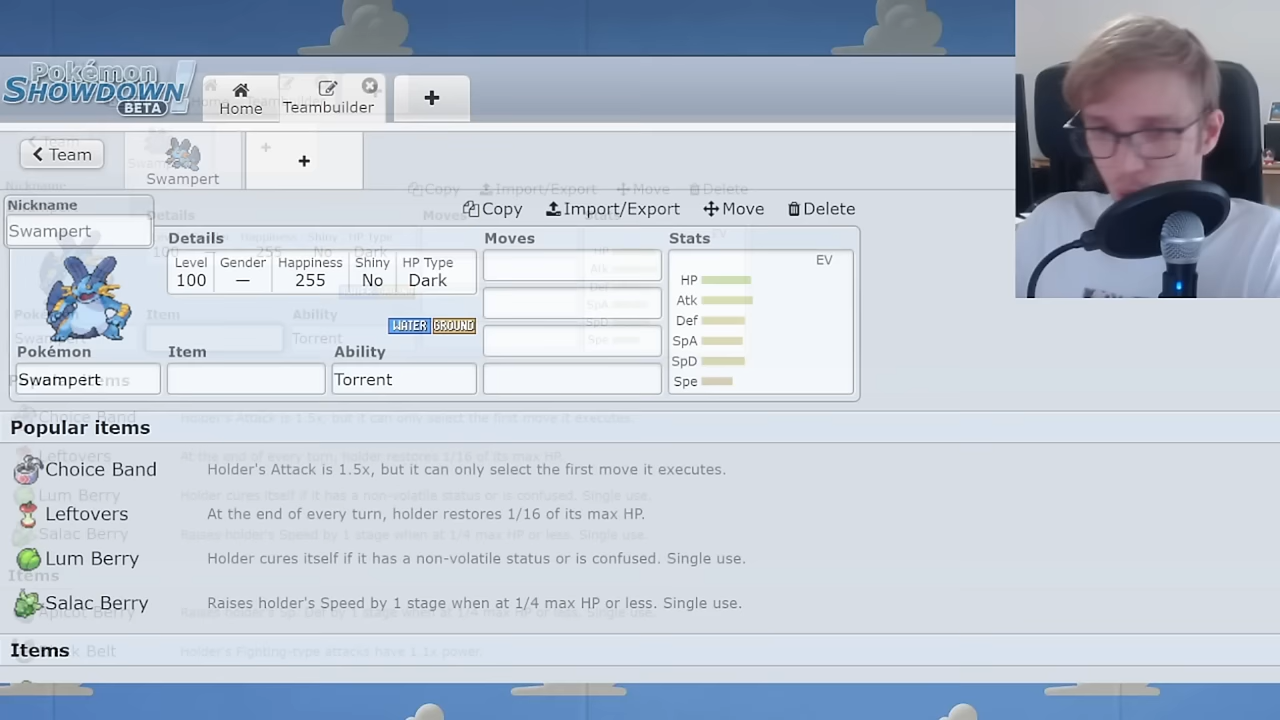 Pokémon
SHOWDOWN!
BETA
Home
Teambuilder
+
Team
Swampert
+
Copy Import/Export Move Delete
Nickname
Swampert
Details
Moves
Stats
Level Gender Happiness Shiny HP Type
100 — 255 No Dark
EV
HP
Atk
Def
SpA
SpD
Spe
WATER GROUND
Pokémon
Item
Ability
Swampert
Torrent
Popular items
Choice Band Holder's Attack is 1.5x, but it can only select the first move it executes.
Leftovers At the end of every turn, holder restores 1/16 of its max HP.
Lum Berry Holder cures itself if it has a non-volatile status or is confused. Single use.
Salac Berry Raises holder's Speed by 1 stage when at 1/4 max HP or less. Single use.
Items